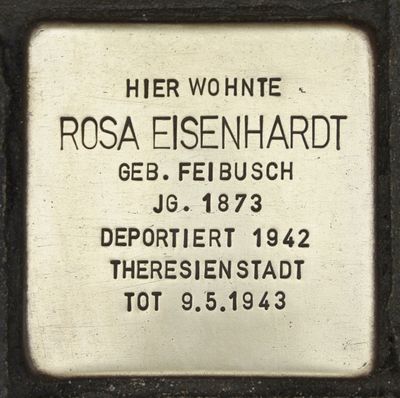 HIER WOHNTE
ROSA EISENHARDT
GEB. FEIBUSCH
JG. 1873
DEPORTIERT 1942
THERESIENSTADT
TOT 9.5.1943